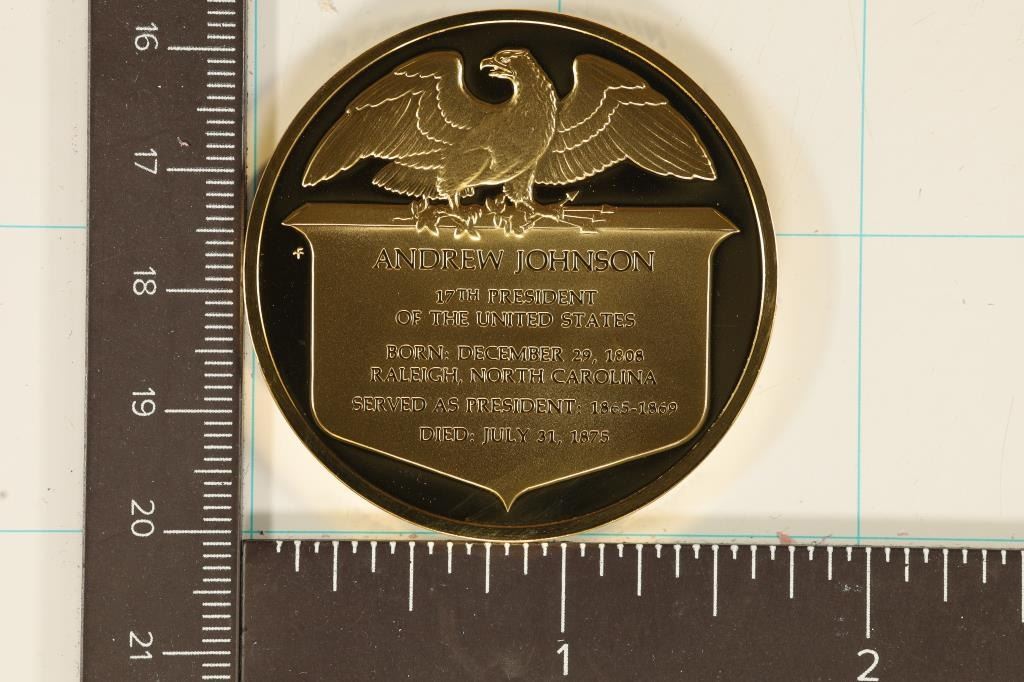 ANDREW JOHNSON
17TH PRESIDENT
OF THE UNITED STATES
BORN: DECEMBER 29, 1808
RALEIGH, NORTH CAROLINA
SERVED AS PRESIDENT: 1865-1869
DIED: JULY 31, 1875
16
17
18
19
20
21
1
2